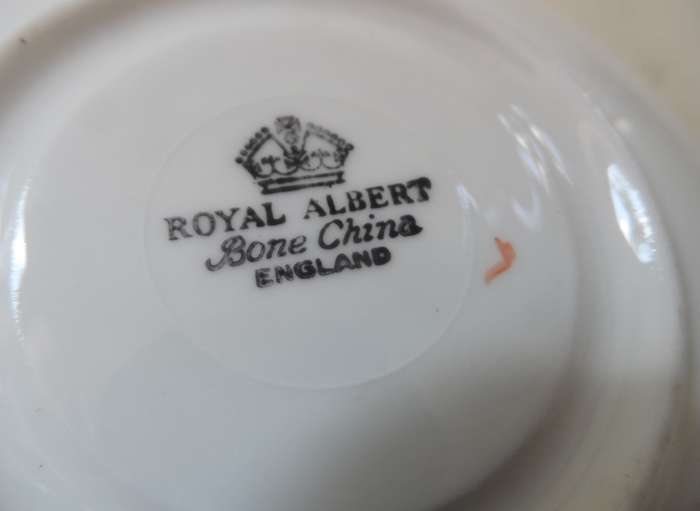 ROYAL ALBERT
Bone China
ENGLAND